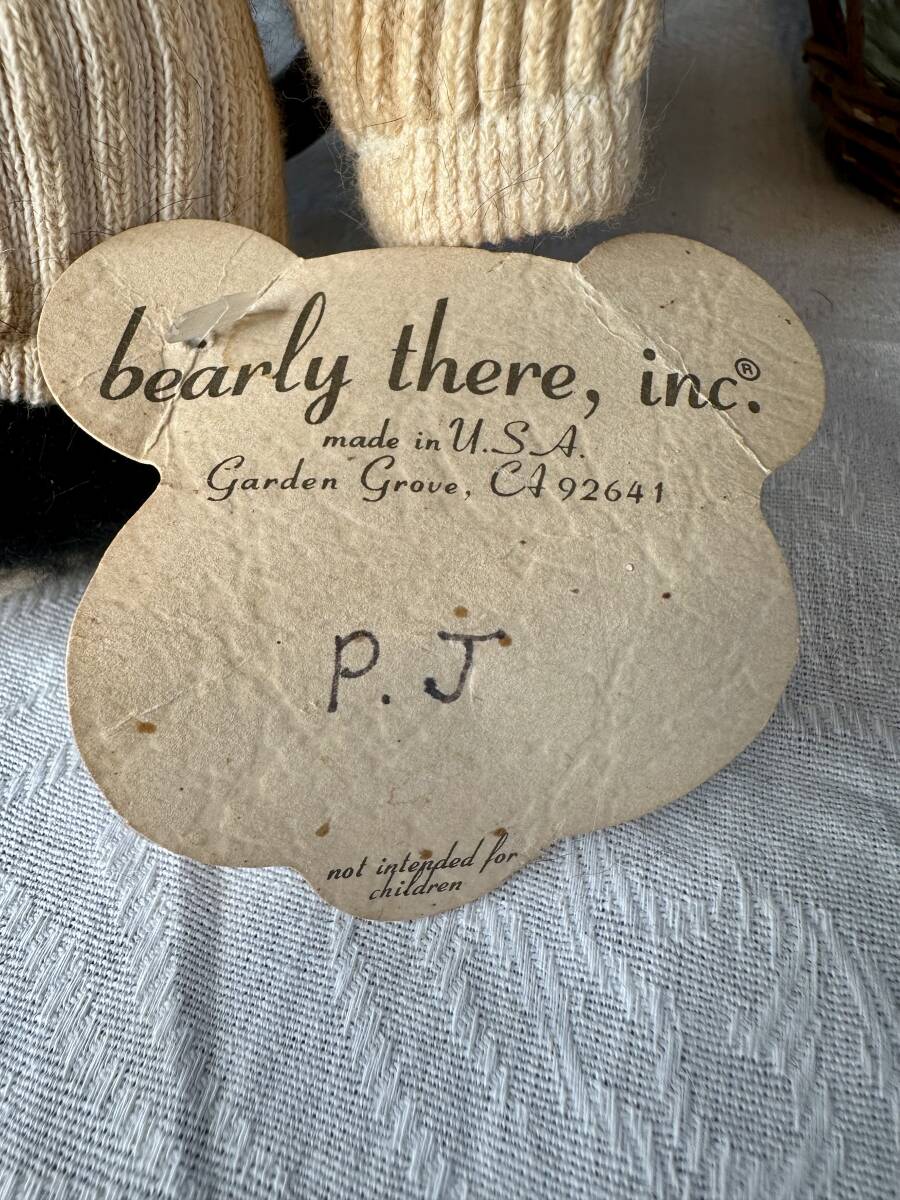 bearly there, inc.®
made in U.S.A.
Garden Grove, CA 92641
P. J
not intended for
children